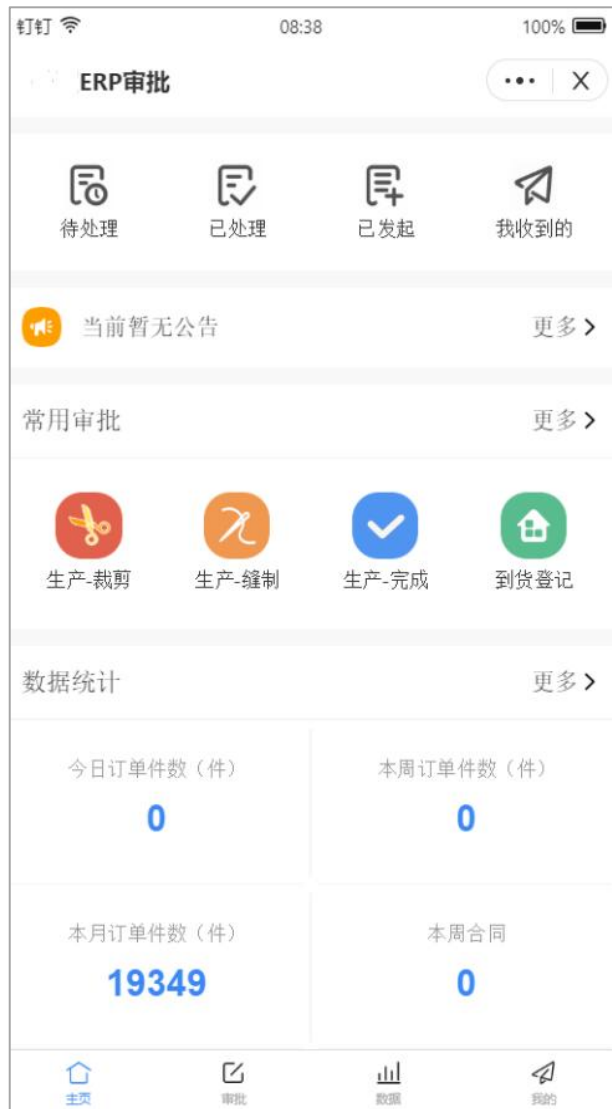 钉钉 08:38 100%
ERP审批
待处理 已处理 已发起 我收到的
当前暂无公告 更多
常用审批 更多
生产-裁剪 生产-缝制 生产-完成 到货登记
数据统计 更多
今日订单件数（件） 本周订单件数（件）
0 0
本月订单件数（件） 本周合同
19349 0
主页 审批 数据 我的